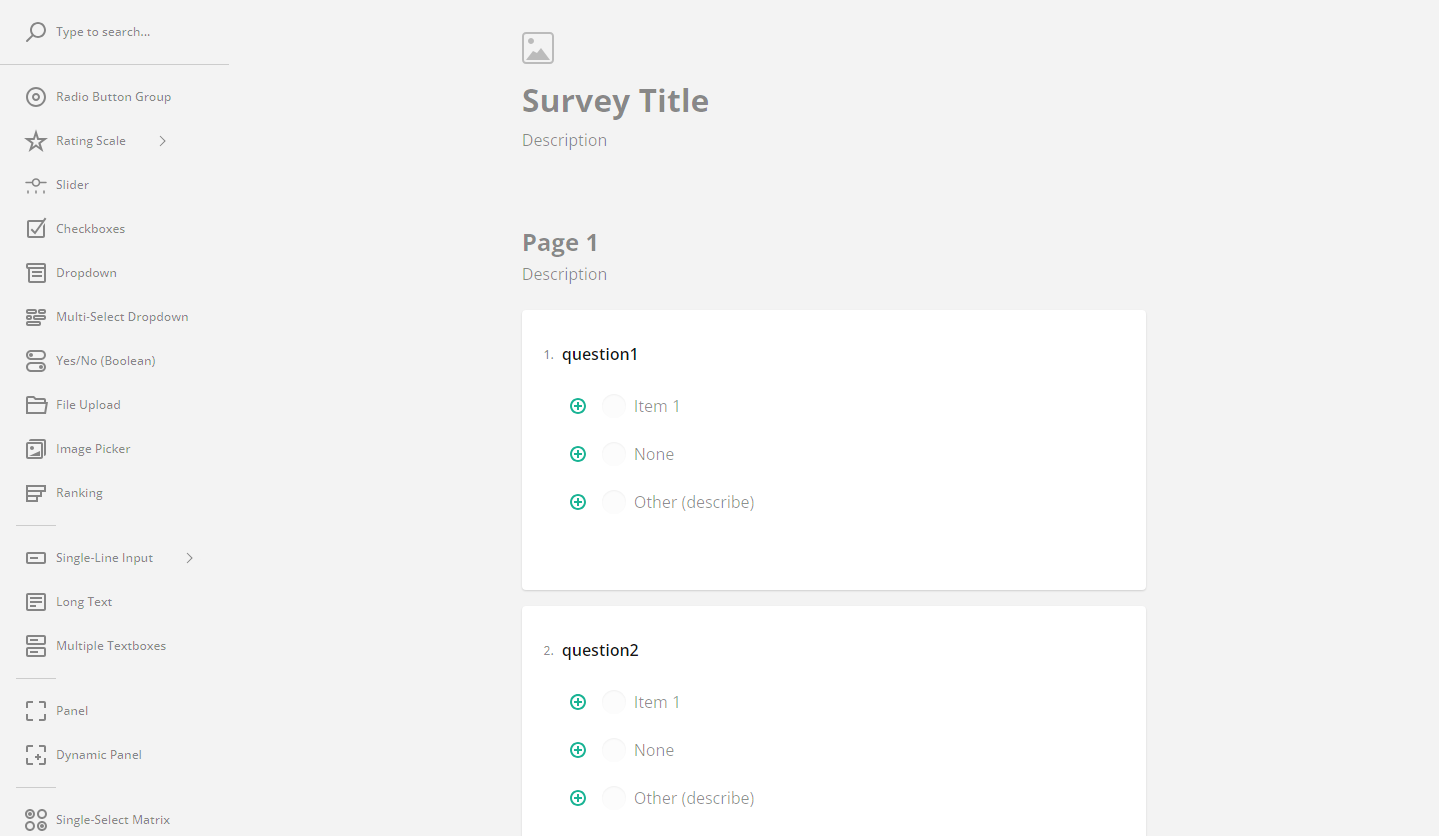 Type to search...
Radio Button Group
Rating Scale
Slider
Checkboxes
Dropdown
Multi-Select Dropdown
Yes/No (Boolean)
File Upload
Image Picker
Ranking
Single-Line Input
Long Text
Multiple Textboxes
Panel
Dynamic Panel
Single-Select Matrix
Survey Title
Description
Page 1
Description
1. question1
Item 1
None
Other (describe)
2. question2
Item 1
None
Other (describe)